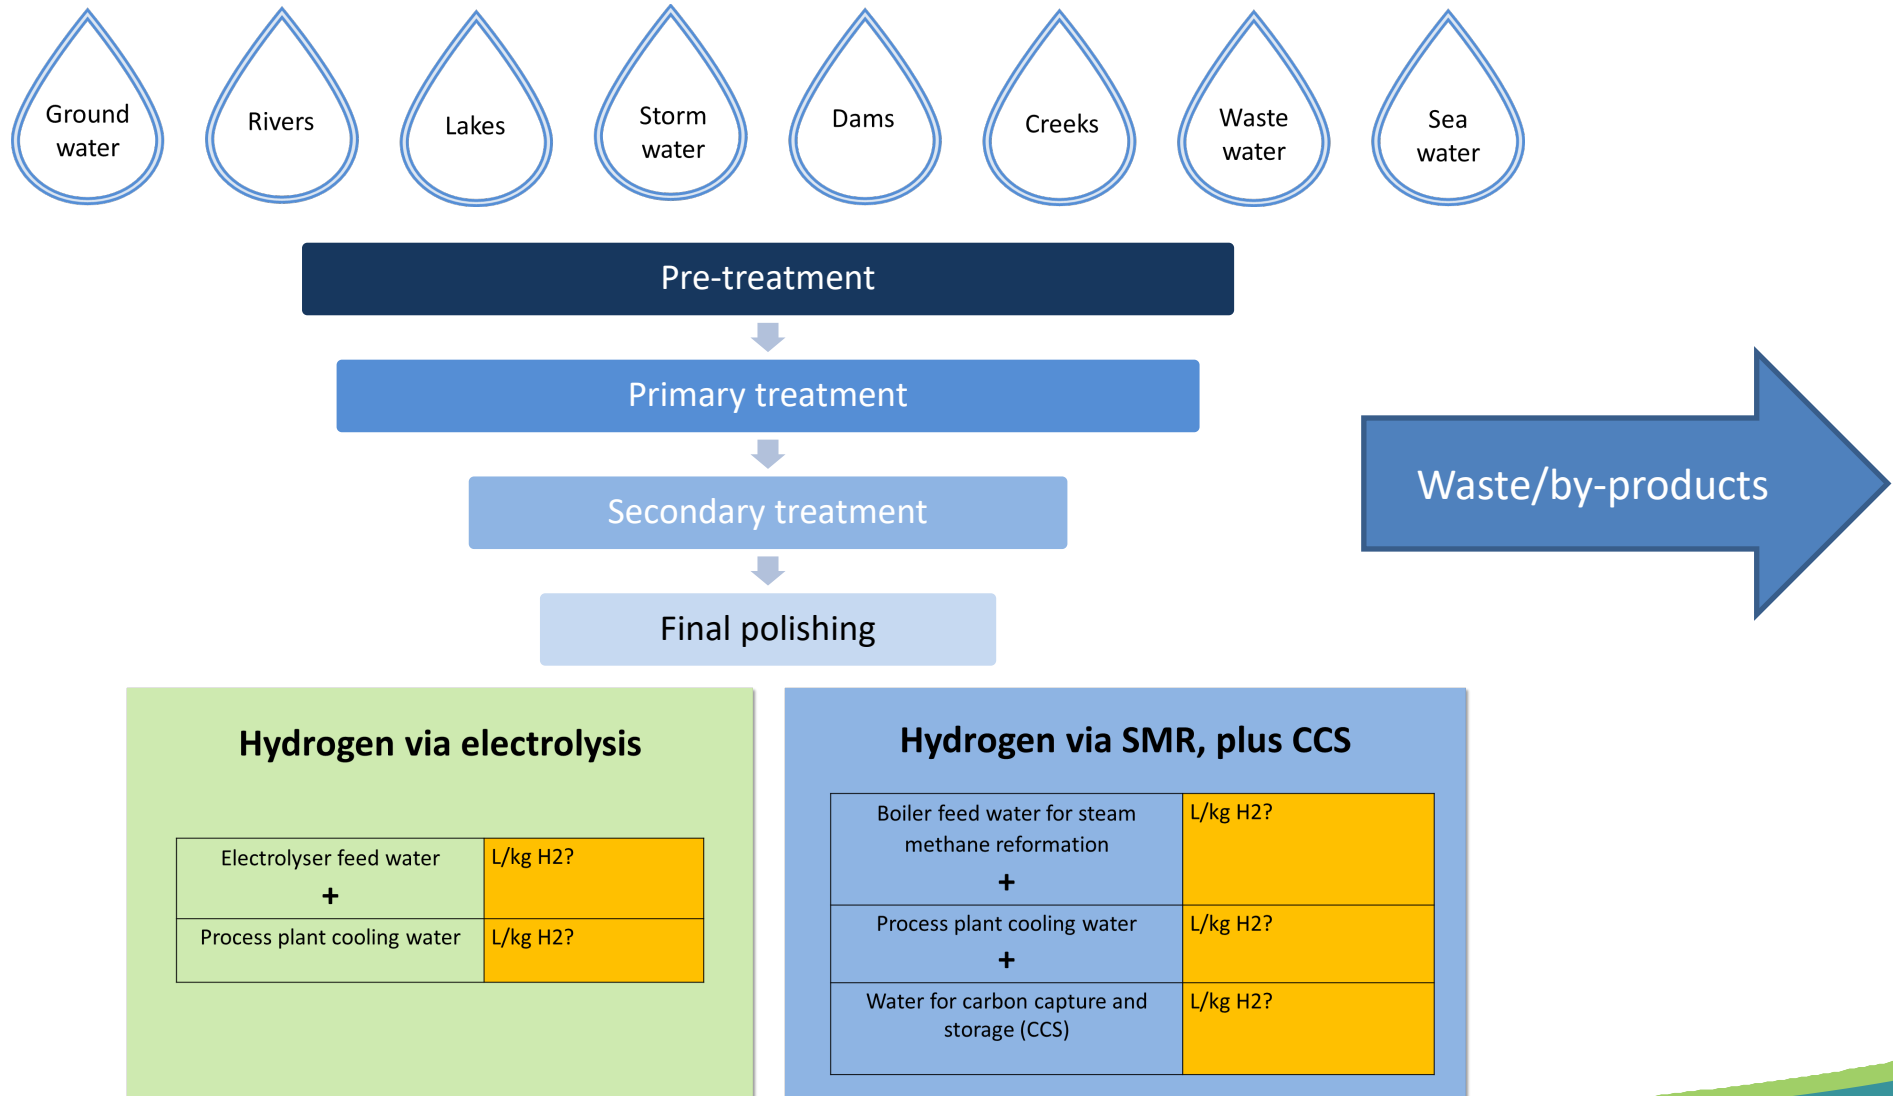 Ground
water
Rivers
Lakes
Storm
water
Dams
Creeks
Waste
water
Sea
water
Pre-treatment
Primary treatment
Secondary treatment
Final polishing
Waste/by-products
Hydrogen via electrolysis
Electrolyser feed water
+
L/kg H2?
Process plant cooling water
L/kg H2?
Hydrogen via SMR, plus CCS
Boiler feed water for steam
methane reformation
+
L/kg H2?
Process plant cooling water
+
L/kg H2?
Water for carbon capture and
storage (CCS)
L/kg H2?